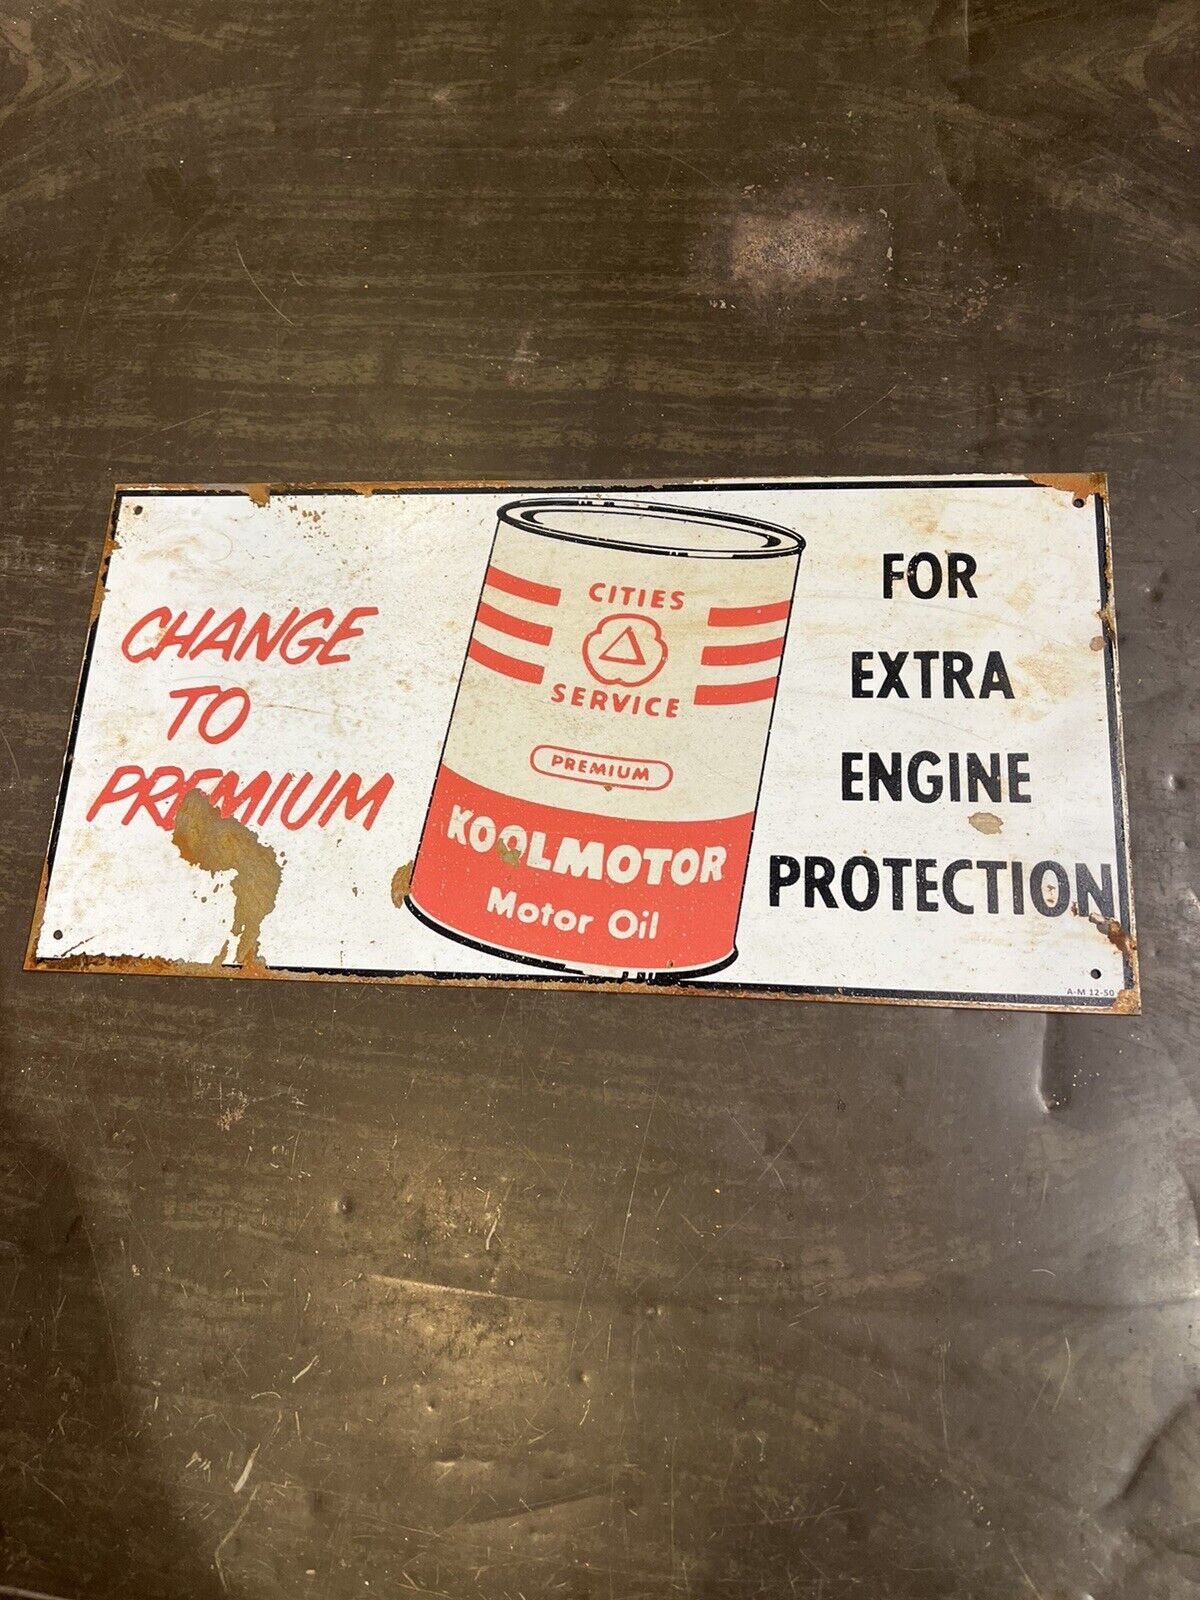 CHANGE
TO
PREMIUM
CITIES
SERVICE
PREMIUM
KOOLMOTOR
Motor Oil
FOR
EXTRA
ENGINE
PROTECTION
A-M 12-50